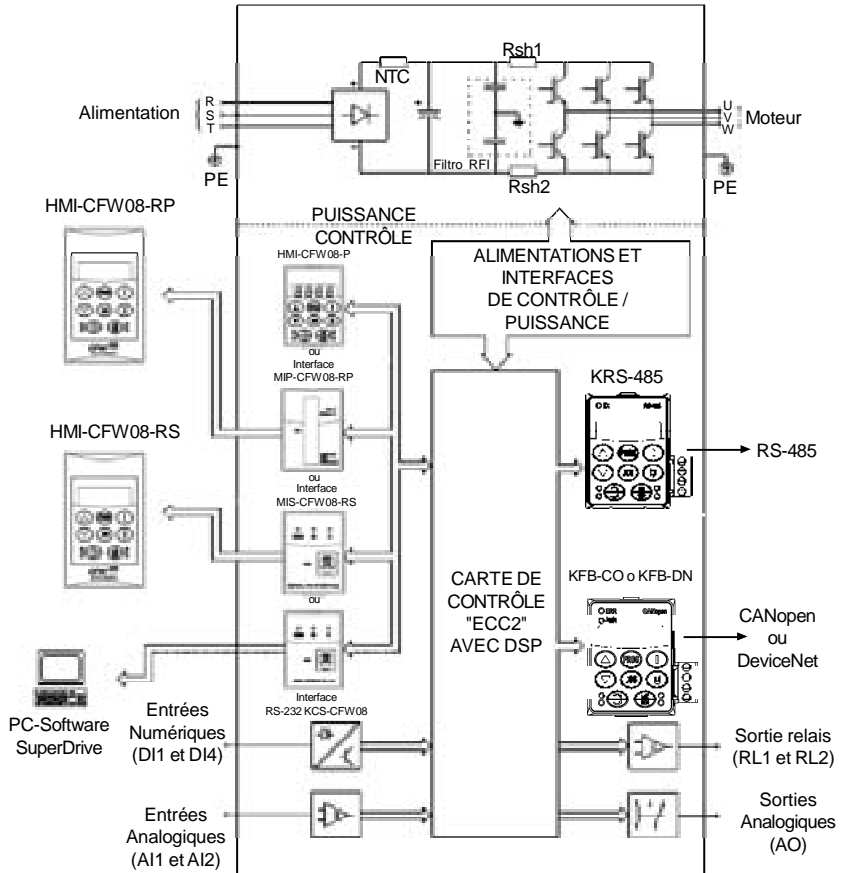 Rsh1
NTC
Alimentation
R
S
T
U
V
W
Moteur
PE
Filtro RFI
Rsh2
PE
HMI-CFW08-RP
PUISSANCE
CONTRÔLE
HMI-CFW08-P
ALIMENTATIONS ET
INTERFACES
DE CONTRÔLE /
PUISSANCE
ou
Interface
MIP-CFW08-RP
KRS-485
HMI-CFW08-RS
RS-485
PROG
ou
Interface
MIS-CFW08-RS
CARTE DE
CONTRÔLE
"ECC2"
AVEC DSP
KFB-CO o KFB-DN
ERR
CANopen
PROG
CANopen
ou
DeviceNet
ou
Interface
RS-232 KCS-CFW08
PC-Software
SuperDrive
Entrées
Numériques
(DI1 et DI4)
Sortie relais
(RL1 et RL2)
Entrées
Analogiques
(AI1 et AI2)
Sorties
Analogiques
(AO)